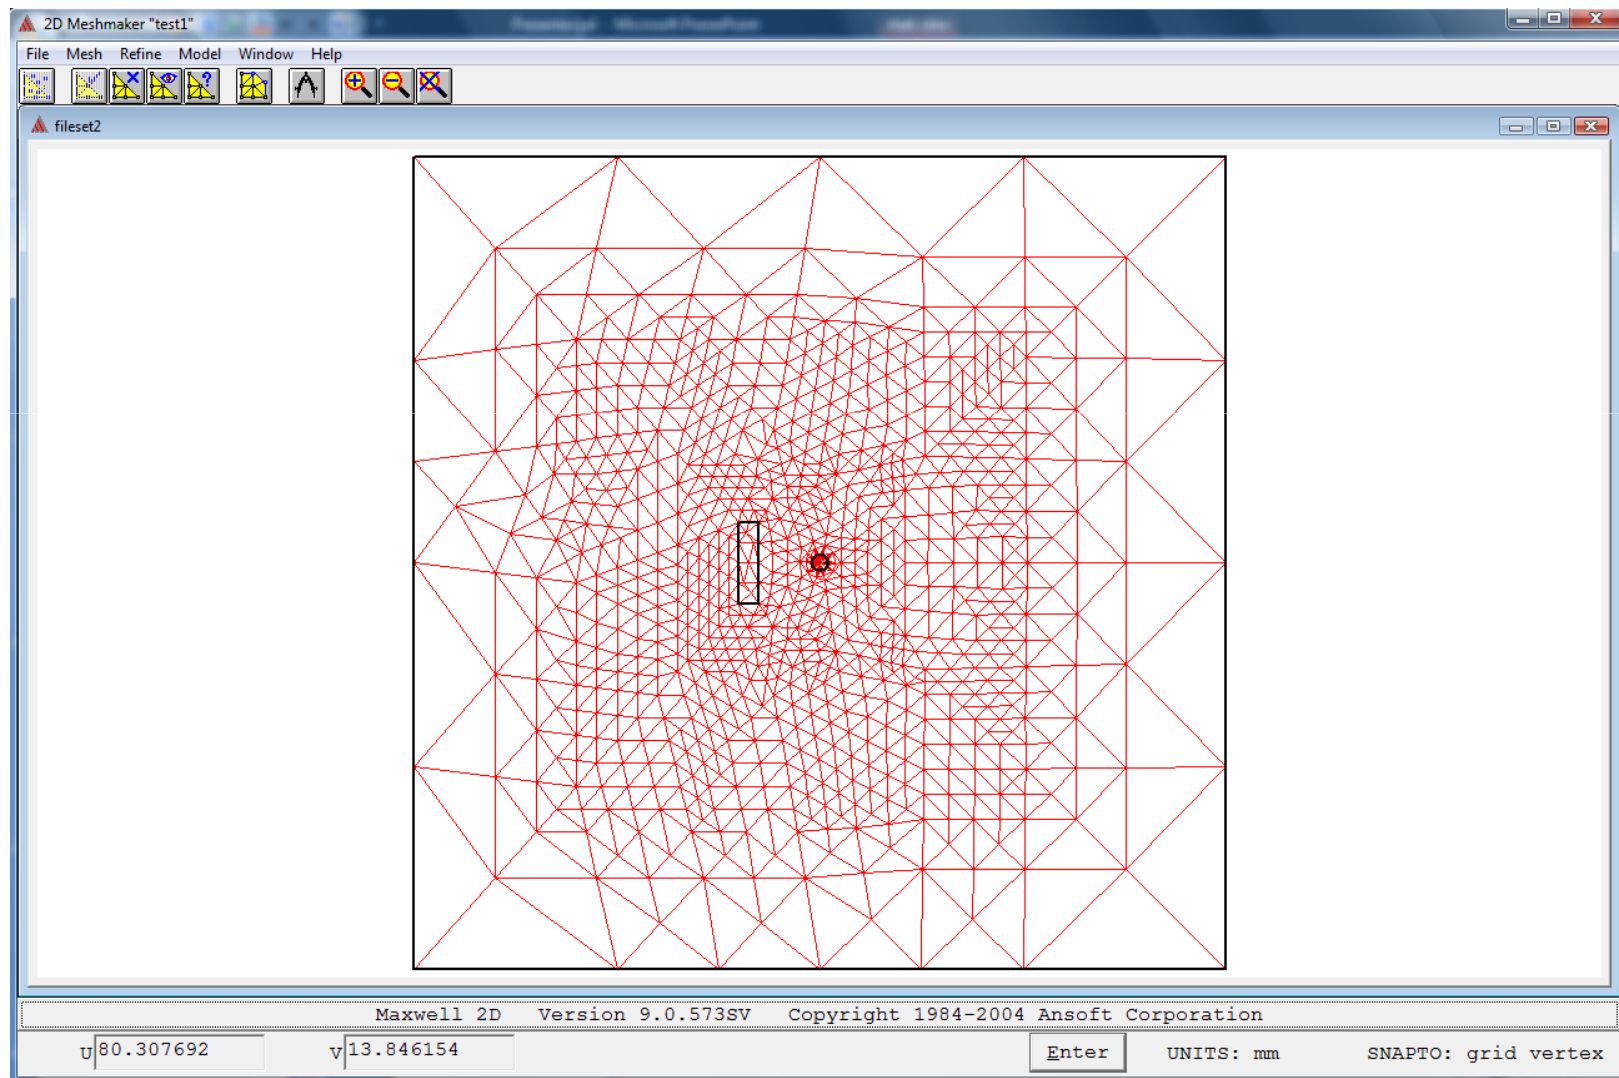 2D Meshmaker "test1"
File Mesh Refine Model Window Help
fileset2
Maxwell 2D Version 9.0.573SV Copyright 1984-2004 Ansoft Corporation
U 80.307692 V 13.846154 Enter UNITS: mm SNAPTO: grid vertex